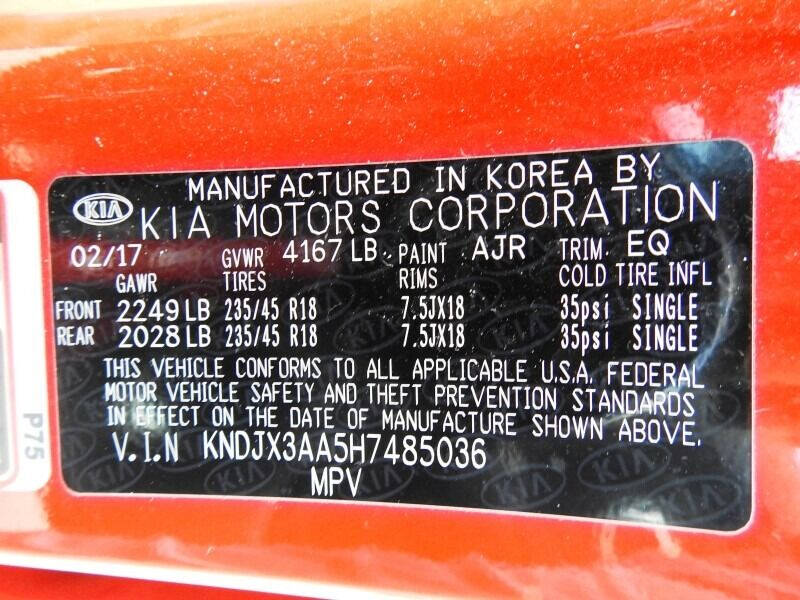 MANUFACTURED IN KOREA BY
KIA KIA MOTORS CORPORATION
02/17 GVWR 4167 LB PAINT AJR TRIM EQ
GAWR TIRES RIMS COLD TIRE INFL
FRONT 2249 LB 235/45 R18 7.5JX18 35psi SINGLE
REAR 2028 LB 235/45 R18 7.5JX18 35psi SINGLE
THIS VEHICLE CONFORMS TO ALL APPLICABLE U.S.A. FEDERAL
MOTOR VEHICLE SAFETY AND THEFT PREVENTION STANDARDS
IN EFFECT ON THE DATE OF MANUFACTURE SHOWN ABOVE.
V.I.N KNDJX3AA5H7485036
MPV
P75